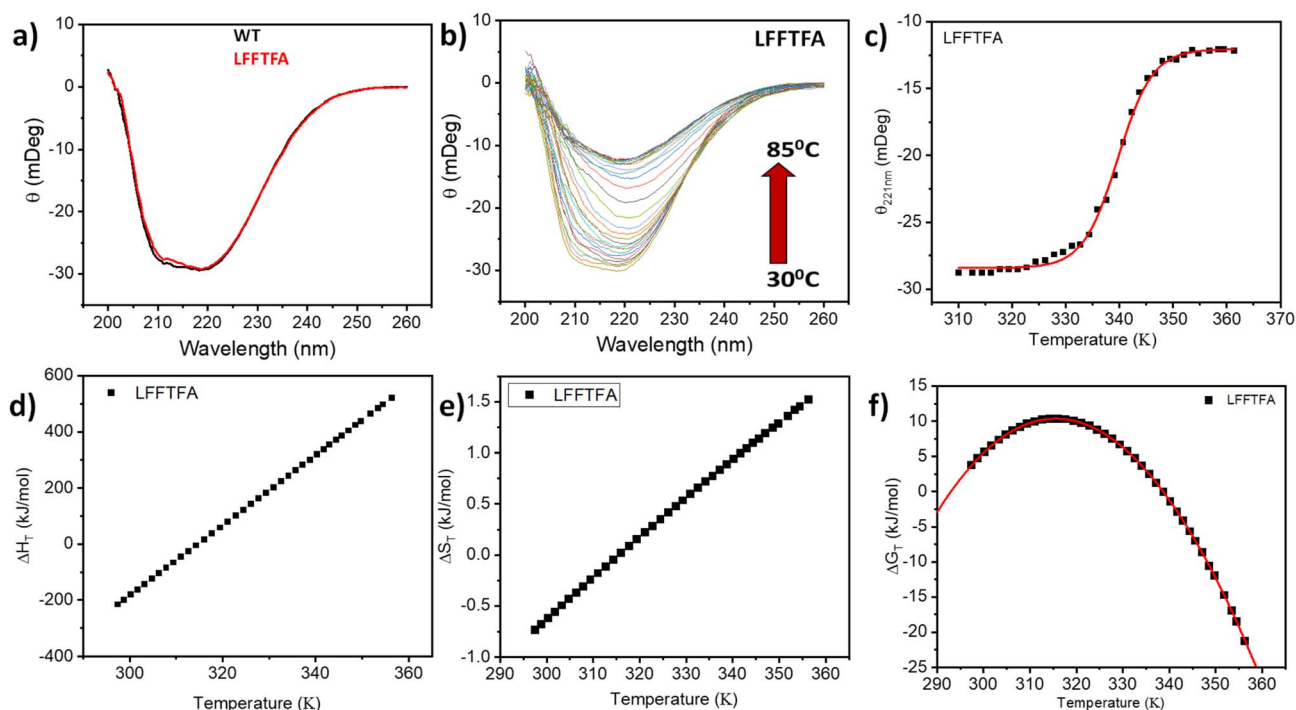 a)
WT
LFFTFA
10
0
-10
-20
-30
θ (mDeg)
200 210 220 230 240 250 260
Wavelength (nm)
b)
LFFTFA
10
0
-10
-20
-30
θ (mDeg)
85⁰C
30⁰C
200 210 220 230 240 250 260
Wavelength (nm)
c)
LFFTFA
-10
-15
-20
-25
-30
θ221nm (mDeg)
310 320 330 340 350 360 370
Temperature (K)
d)
LFFTFA
600
400
200
0
-200
-400
ΔHT (kJ/mol)
300 320 340 360
Temperature (K)
e)
LFFTFA
1.5
1.0
0.5
0.0
-0.5
-1.0
ΔST (kJ/mol)
290 300 310 320 330 340 350 360
Temperature (K)
f)
LFFTFA
15
10
5
0
-5
-10
-15
-20
-25
ΔGT (kJ/mol)
290 300 310 320 330 340 350 360
Temperature (K)